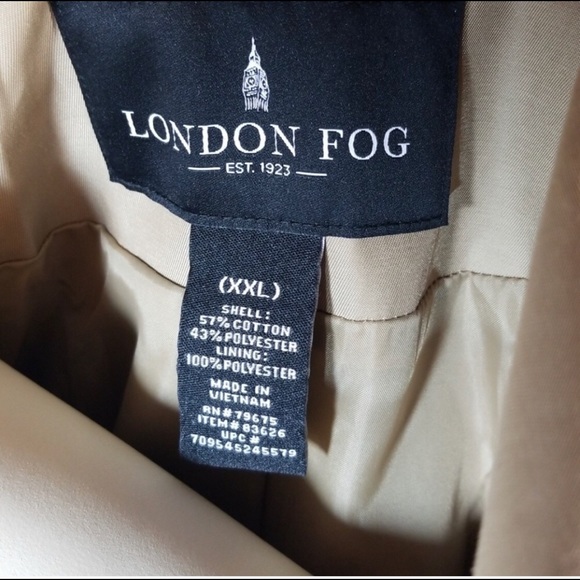 LONDON FOG
EST. 1923
(XXL)
SHELL:
57% COTTON
43% POLYESTER
LINING:
100% POLYESTER
MADE IN
VIETNAM
RN# 79675
ITEM# 83626
UPC #
709545245579